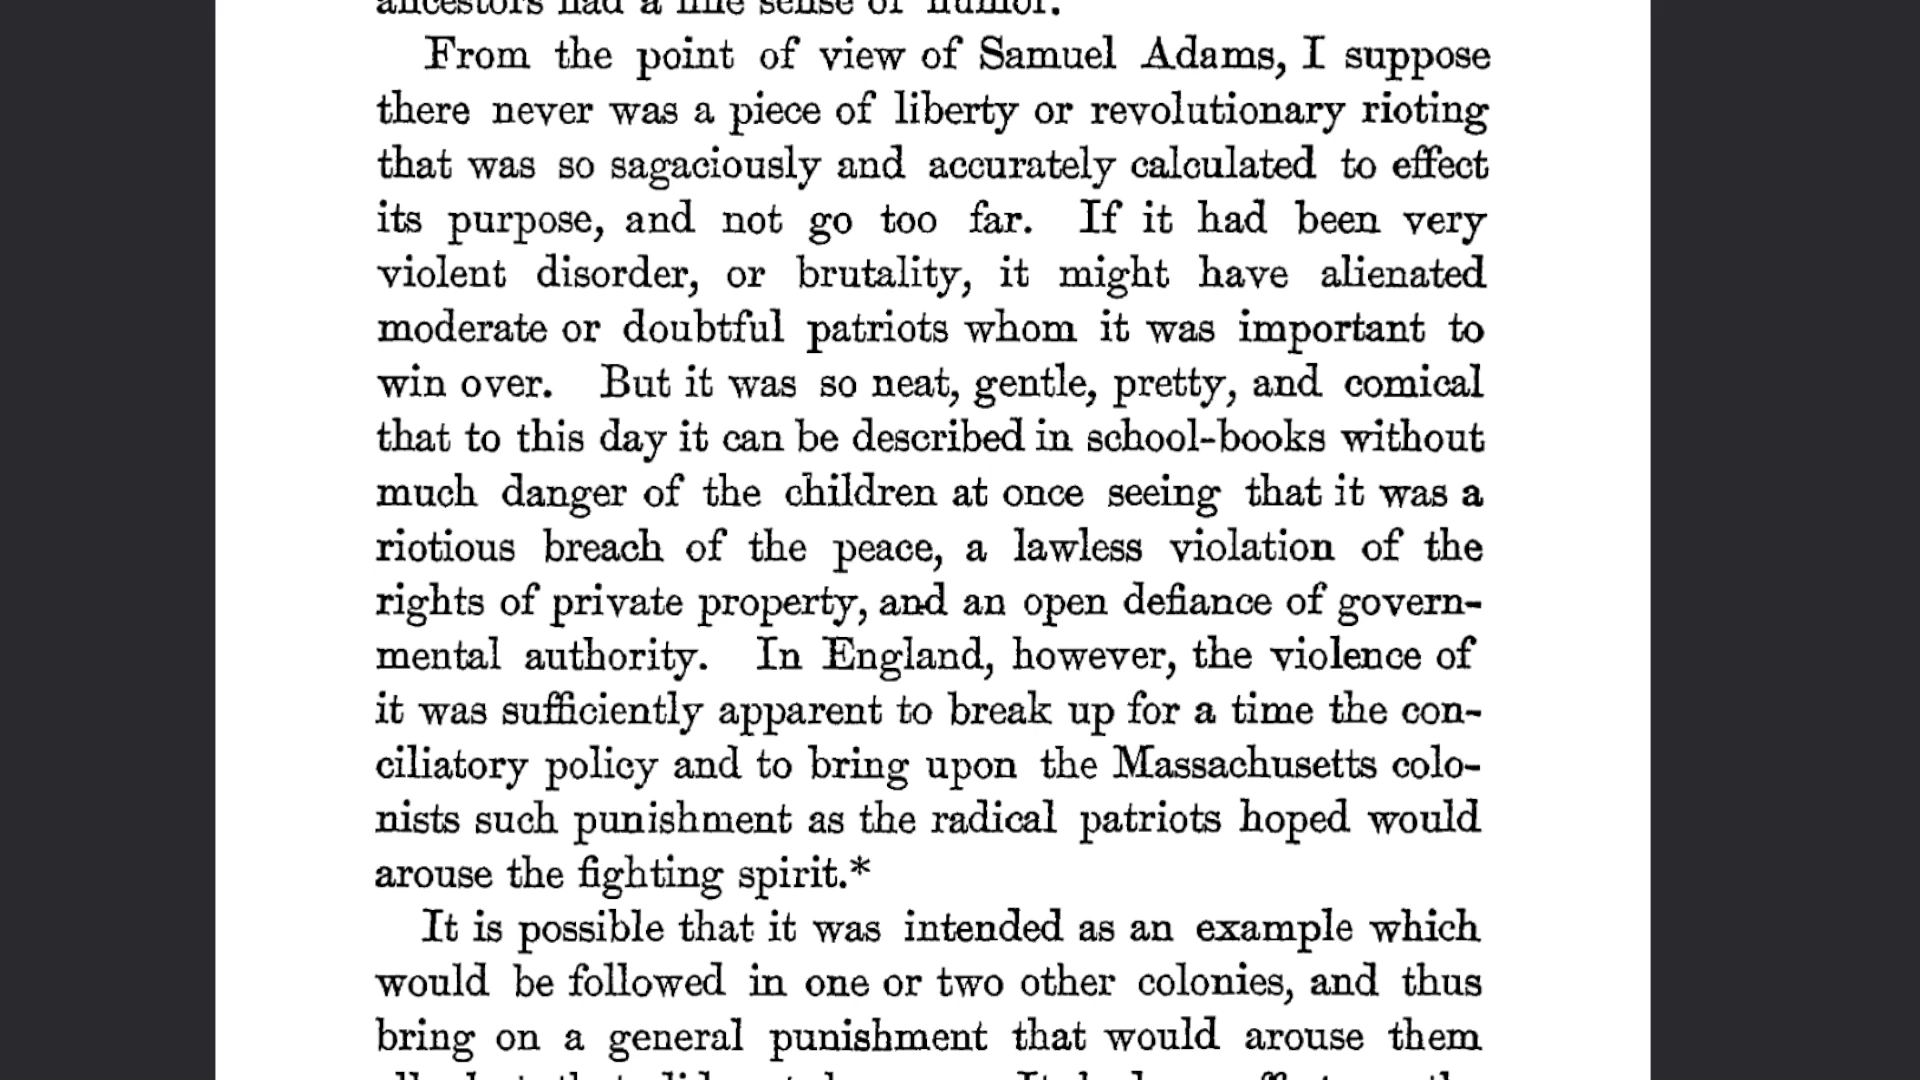 ancestors had a fine sense of humor.
From the point of view of Samuel Adams, I suppose
there never was a piece of liberty or revolutionary rioting
that was so sagaciously and accurately calculated to effect
its purpose, and not go too far. If it had been very
violent disorder, or brutality, it might have alienated
moderate or doubtful patriots whom it was important to
win over. But it was so neat, gentle, pretty, and comical
that to this day it can be described in school-books without
much danger of the children at once seeing that it was a
riotious breach of the peace, a lawless violation of the
rights of private property, and an open defiance of govern-
mental authority. In England, however, the violence of
it was sufficiently apparent to break up for a time the con-
ciliatory policy and to bring upon the Massachusetts colo-
nists such punishment as the radical patriots hoped would
arouse the fighting spirit.*
It is possible that it was intended as an example which
would be followed in one or two other colonies, and thus
bring on a general punishment that would arouse them